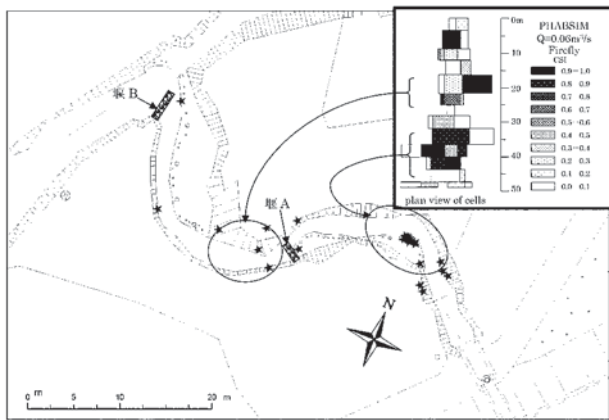 PHABSIM
Q=0.06m³/s
Firefly
CSI
0.9－1.0
0.8－0.9
0.7－0.8
0.6－0.7
0.5－0.6
0.4－0.5
0.3－0.4
0.2－0.3
0.1－0.2
0.0－0.1
0m
10
20
30
40
50
plan view of cells
堰 B
堰 A
N
0 m
10
20 m